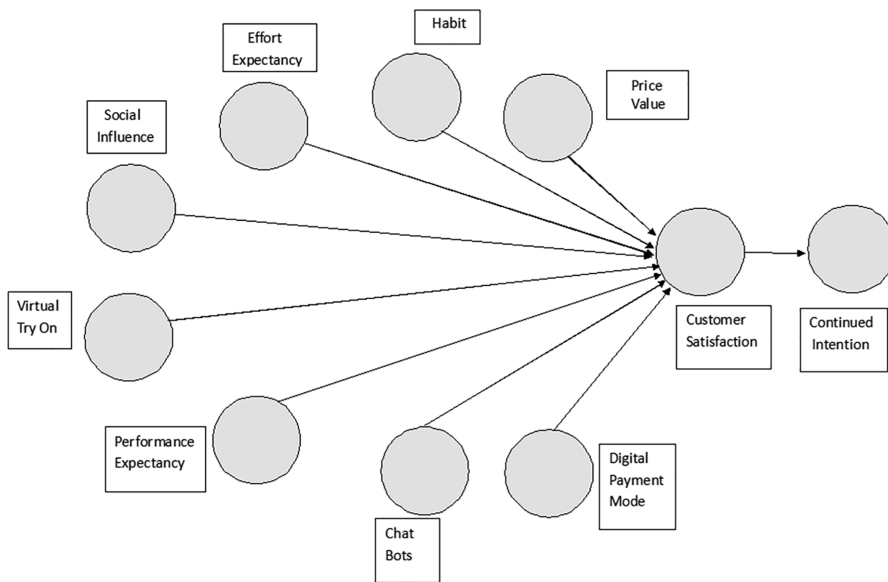 Habit
Effort
Expectancy
Price
Value
Social
Influence
Virtual
Try On
Customer
Satisfaction
Continued
Intention
Performance
Expectancy
Digital
Payment
Mode
Chat
Bots